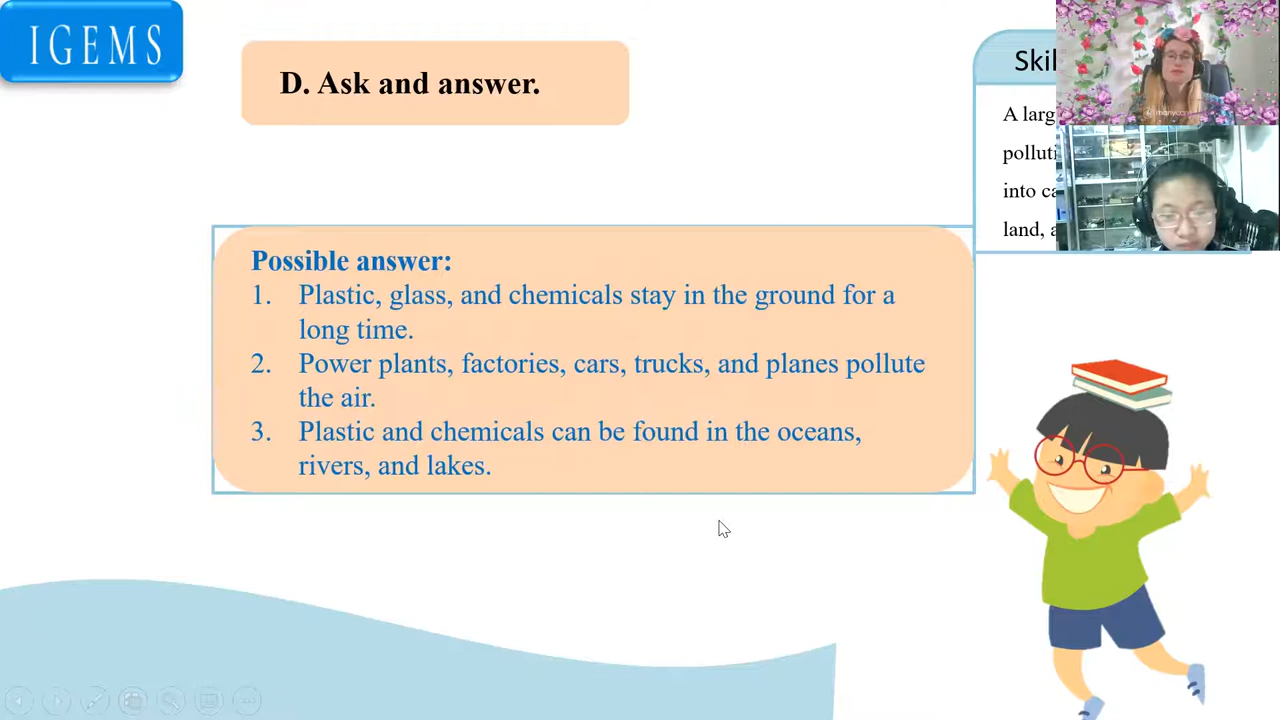 IGEMS
D. Ask and answer.
Possible answer:
1. Plastic, glass, and chemicals stay in the ground for a
long time.
2. Power plants, factories, cars, trucks, and planes pollute
the air.
3. Plastic and chemicals can be found in the oceans,
rivers, and lakes.
Skil
A larg
polluti
into ca
land, a
manycam